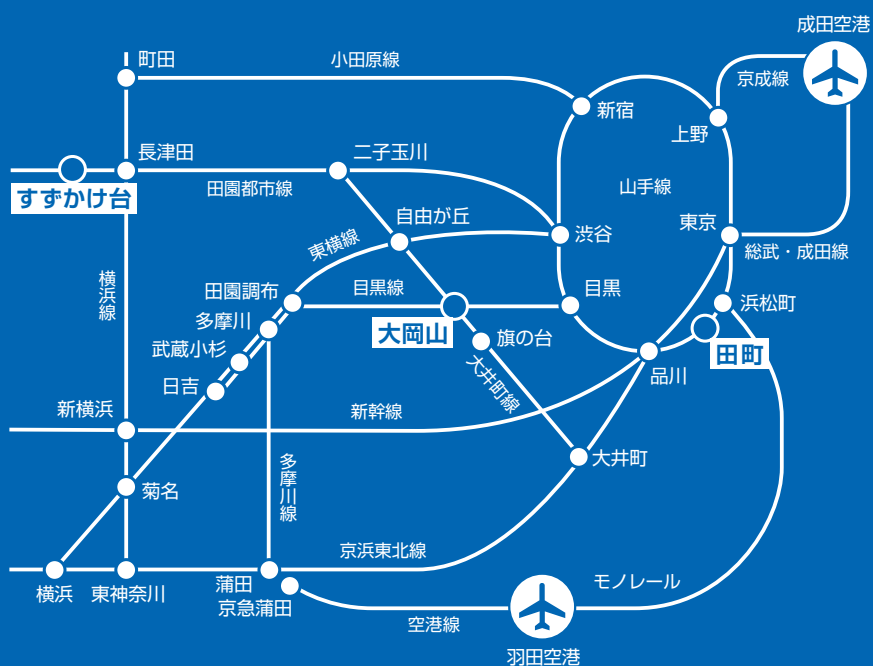 成田空港
町田
小田原線
京成線
新宿
上野
長津田
二子玉川
すずかけ台
田園都市線
山手線
自由が丘
東京
渋谷
東横線
総武・成田線
横浜線
田園調布
目黒線
目黒
浜松町
多摩川
大岡山
旗の台
田町
武蔵小杉
日吉
大井町線
品川
新横浜
新幹線
大井町
菊名
多摩川線
京浜東北線
横浜
東神奈川
蒲田
京急蒲田
モノレール
空港線
羽田空港